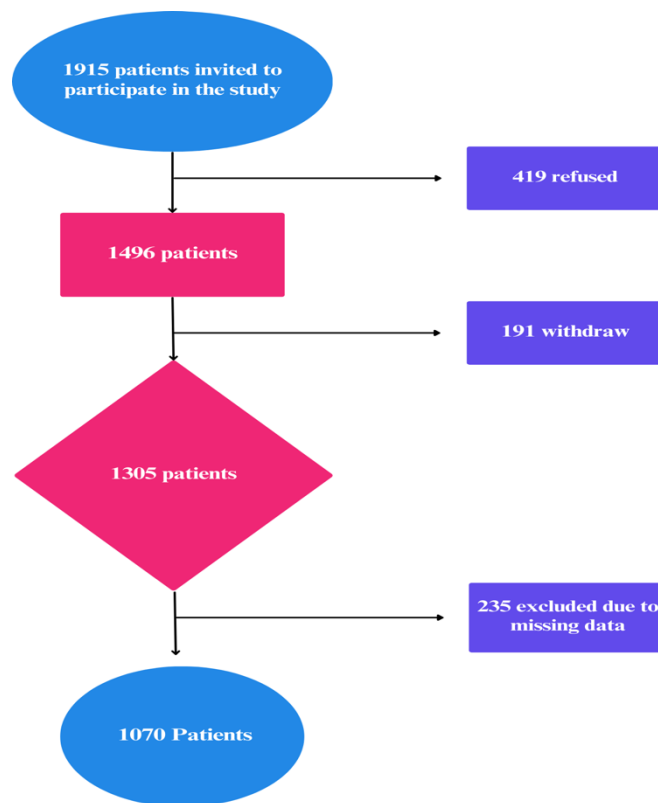 1915 patients invited to
participate in the study
419 refused
1496 patients
191 withdraw
1305 patients
235 excluded due to
missing data
1070 Patients